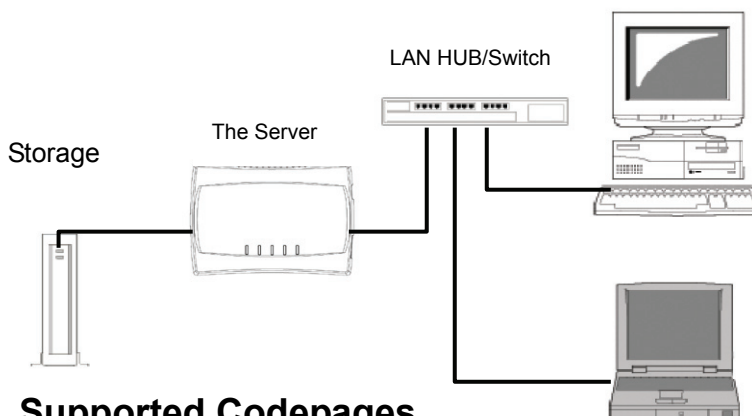 LAN HUB/Switch
The Server
Storage
Supported Codepages